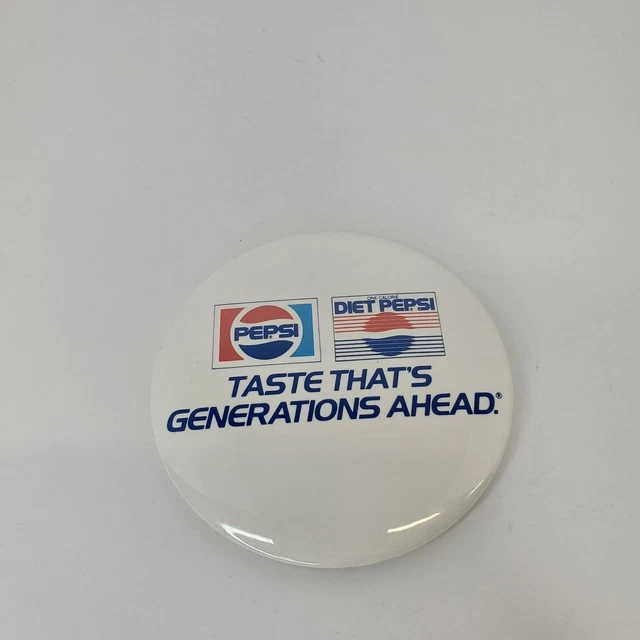 PEPSI
ONE CALORIE
DIET PEPSI
TASTE THAT'S
GENERATIONS AHEAD.®